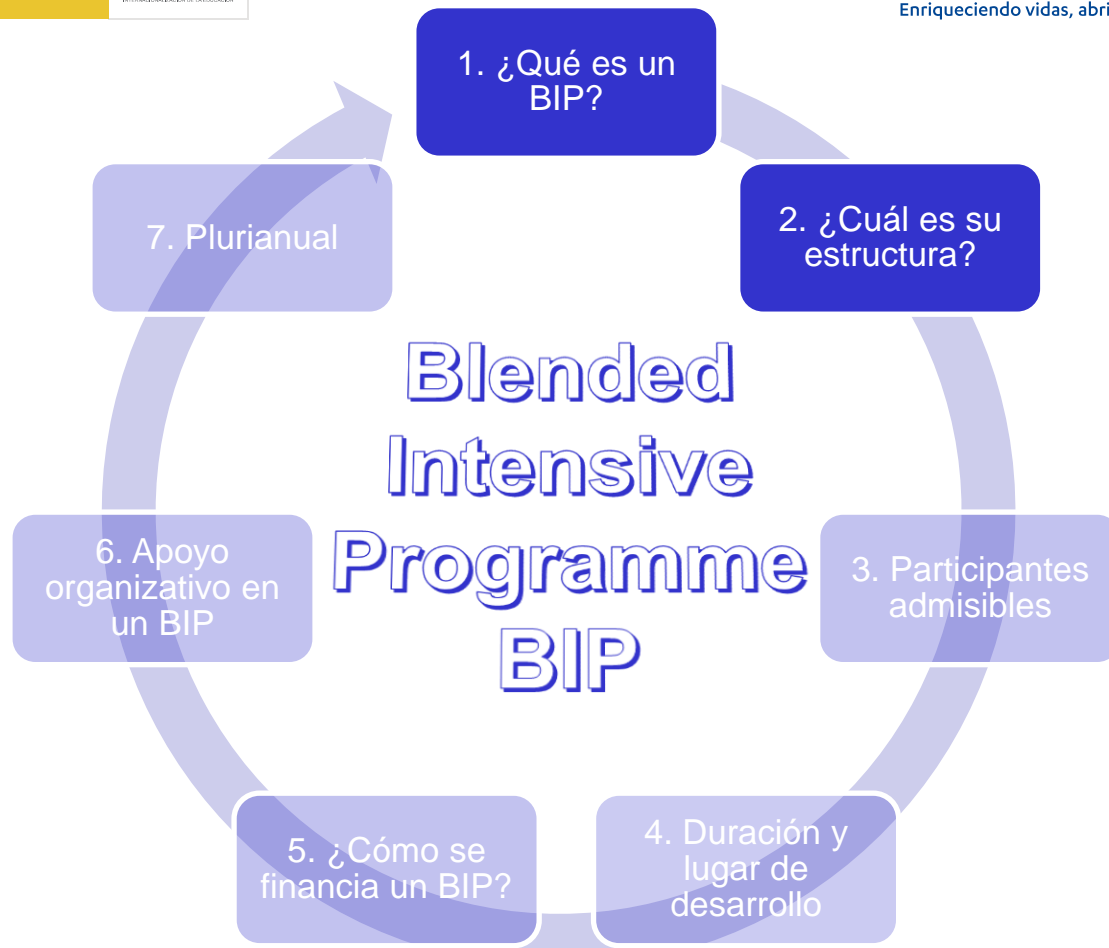 Enriqueciendo vidas, abri
1. ¿Qué es un
BIP?
2. ¿Cuál es su
estructura?
3. Participantes
admisibles
4. Duración y
lugar de
desarrollo
5. ¿Cómo se
financia un BIP?
6. Apoyo
organizativo en
un BIP
7. Plurianual
Blended
Intensive
Programme
BIP